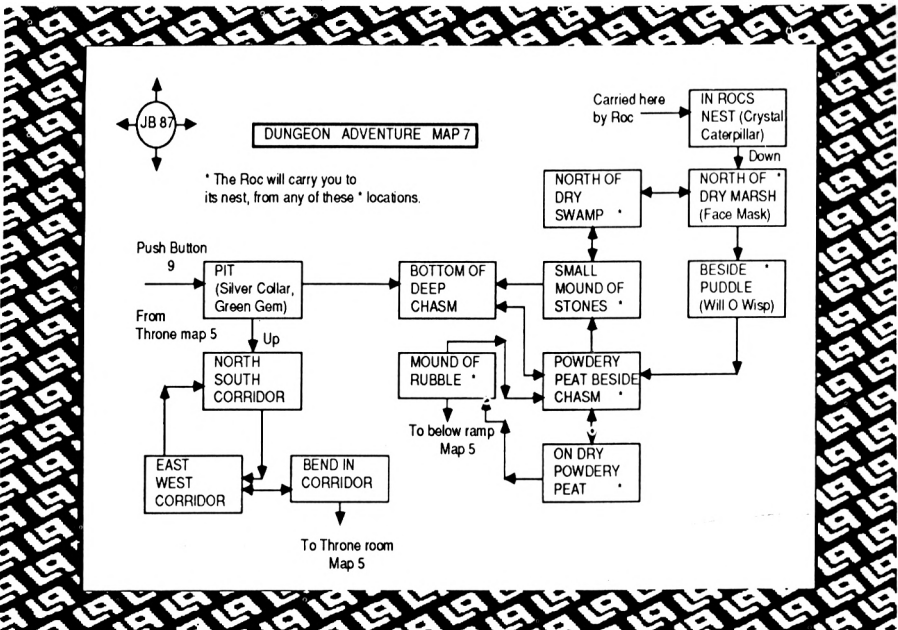 JB 87
DUNGEON ADVENTURE MAP 7
* The Roc will carry you to
its nest, from any of these * locations.
Carried here
by Roc
IN ROCS
NEST (Crystal
Caterpillar)
Down
NORTH OF
DRY
SWAMP *
NORTH OF *
DRY MARSH
(Face Mask)
Push Button
9
From
Throne map 5
PIT
(Silver Collar,
Green Gem)
BOTTOM OF
DEEP
CHASM
SMALL
MOUND OF
STONES *
BESIDE *
PUDDLE
(Will O Wisp)
Up
NORTH
SOUTH
CORRIDOR
MOUND OF
RUBBLE *
POWDERY
PEAT BESIDE
CHASM *
To below ramp
Map 5
EAST
WEST
CORRIDOR
BEND IN
CORRIDOR
ON DRY
POWDERY
PEAT *
To Throne room
Map 5